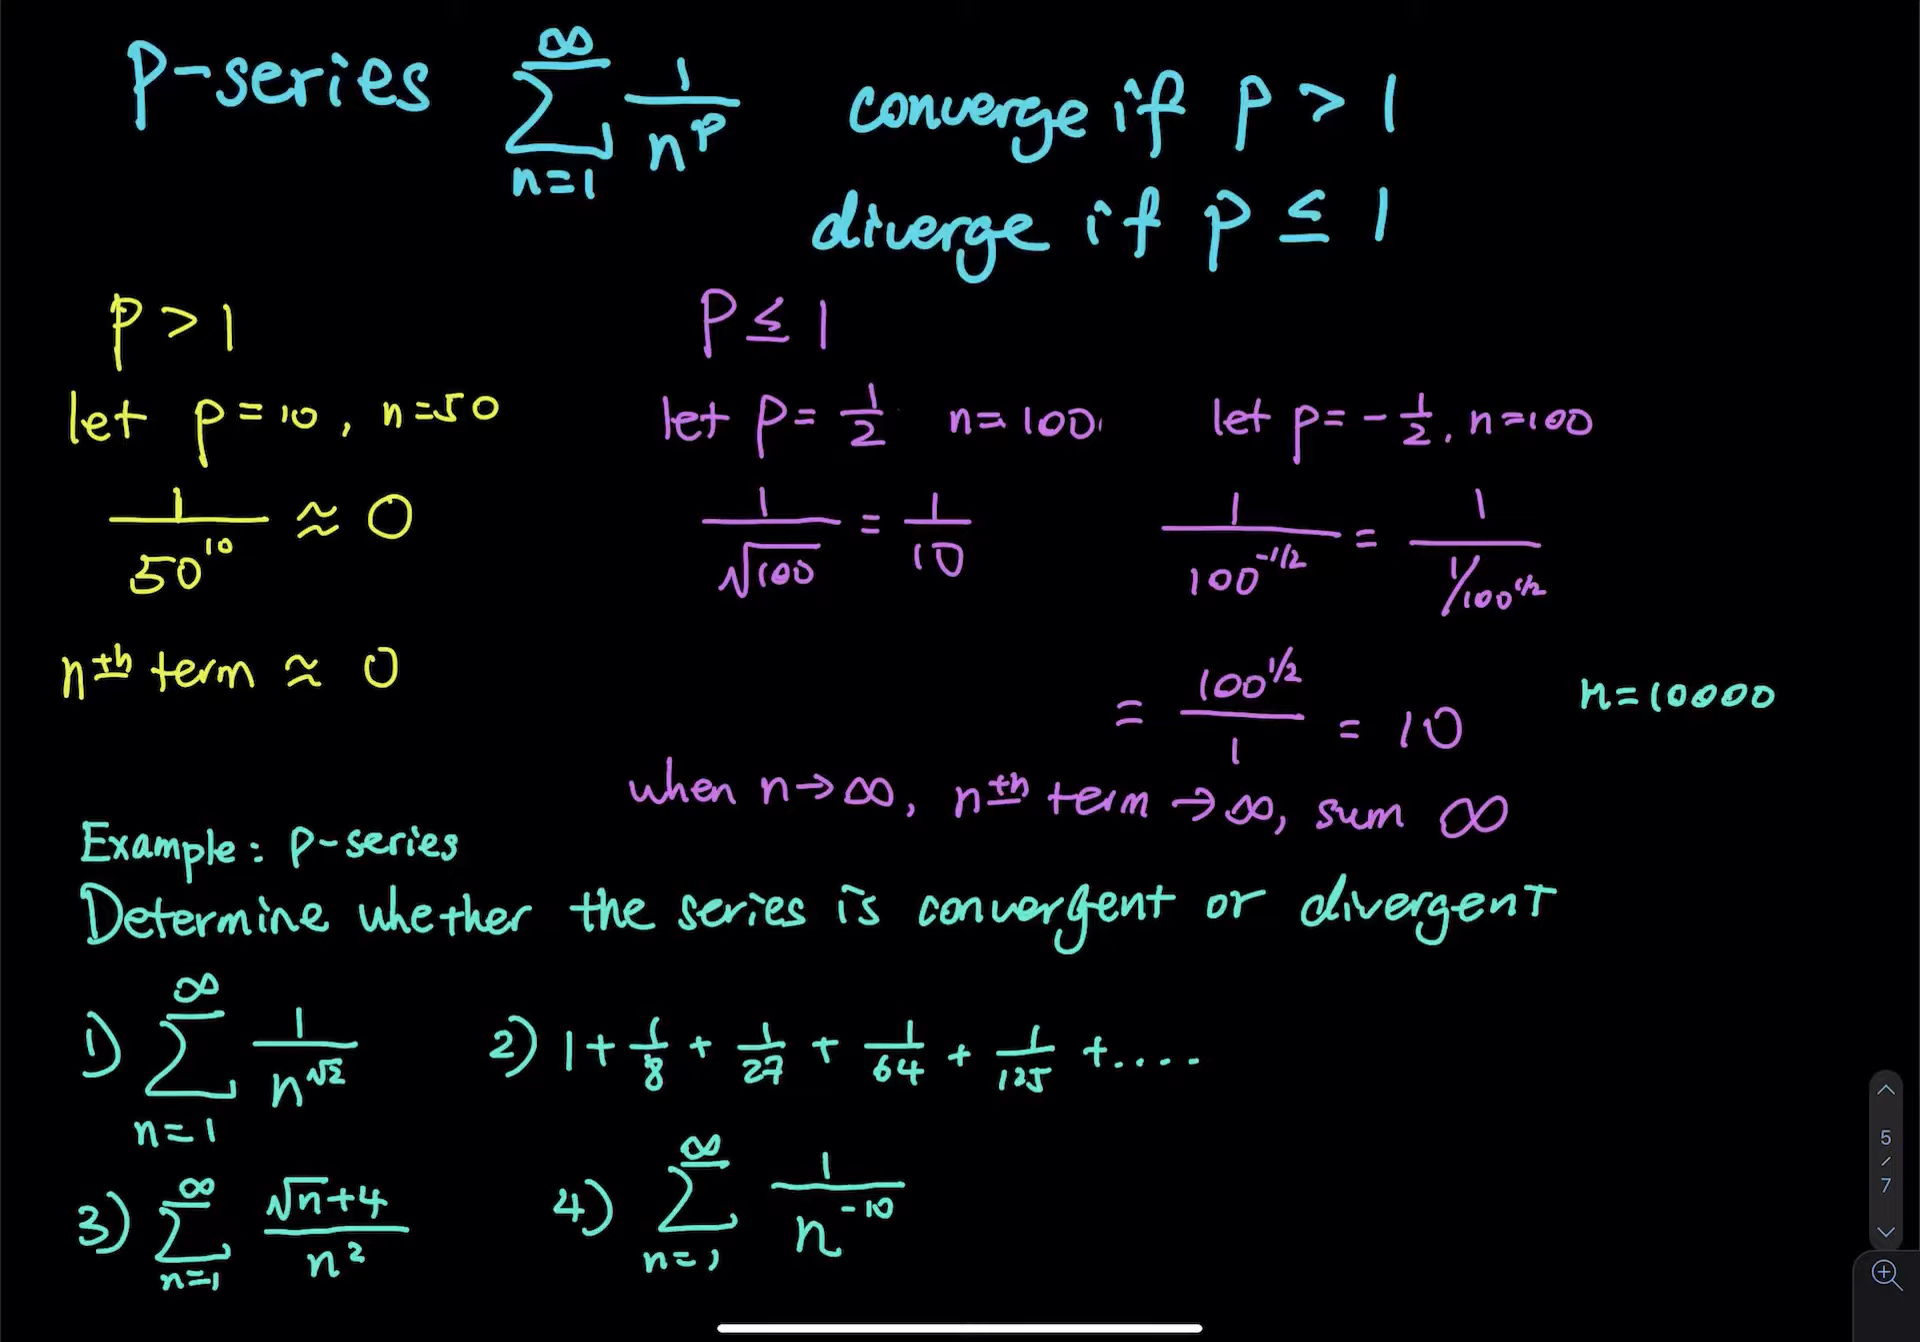 P-series ∑_{n=1}^{∞} 1/n^p converge if p > 1
diverge if p ≤ 1
p > 1
let p = 10, n = 50
1/50^10 ≈ 0
nth term ≈ 0
P ≤ 1
let p = 1/2 n = 100
1/√100 = 1/10
let p = -1/2, n = 100
1/100^{-1/2} = 1/(1/100^{1/2})
= 100^{1/2}/1 = 10
n = 10000
when n → ∞, nth term → ∞, sum ∞
Example: p-series
Determine whether the series is convergent or divergent
1) ∑_{n=1}^{∞} 1/n^{√2}
2) 1 + 1/8 + 1/27 + 1/64 + 1/125 + ....
3) ∑_{n=1}^{∞} (√n + 4)/n^2
4) ∑_{n=1}^{∞} 1/n^{-10}
5
/
7